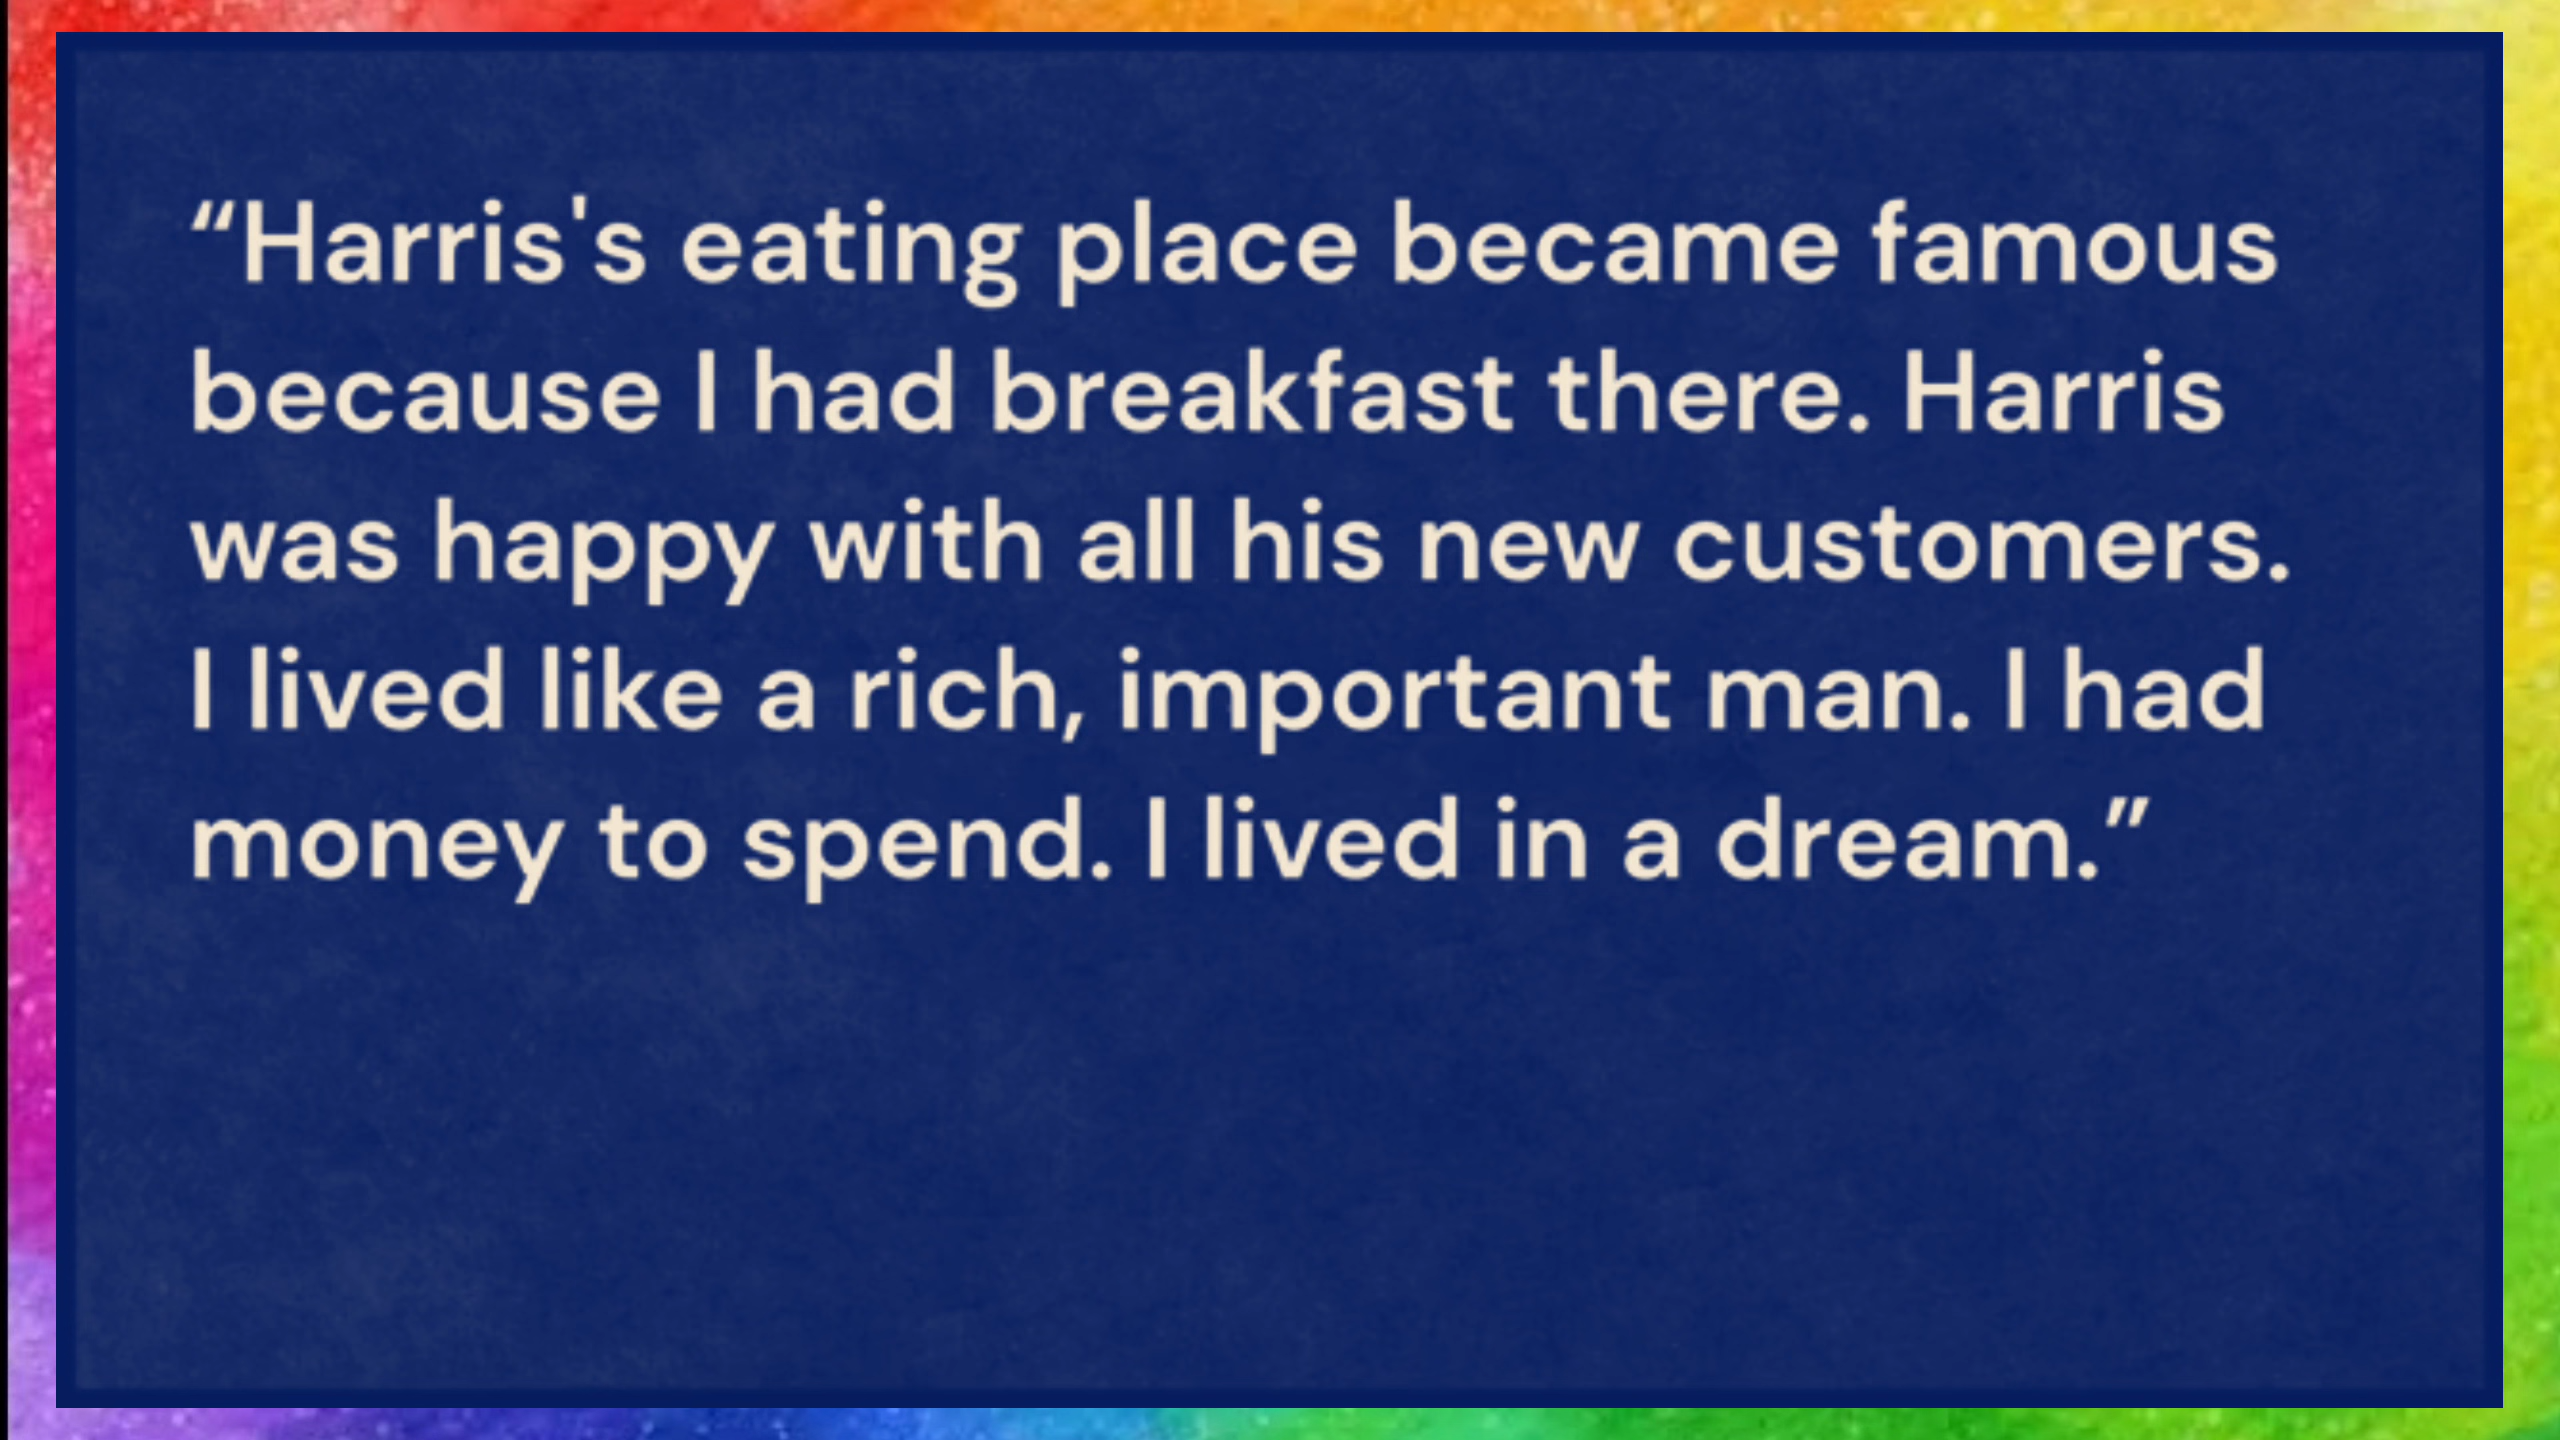 “Harris's eating place became famous
because I had breakfast there. Harris
was happy with all his new customers.
I lived like a rich, important man. I had
money to spend. I lived in a dream.”